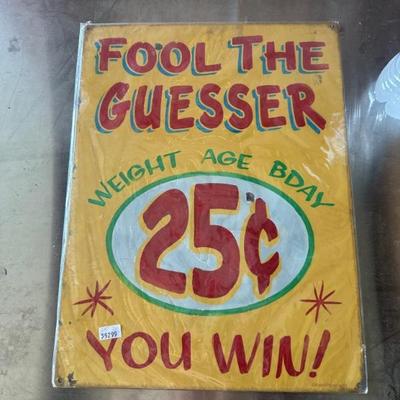 FOOL THE
GUESSER
WEIGHT AGE BDAY
25¢
YOU WIN!